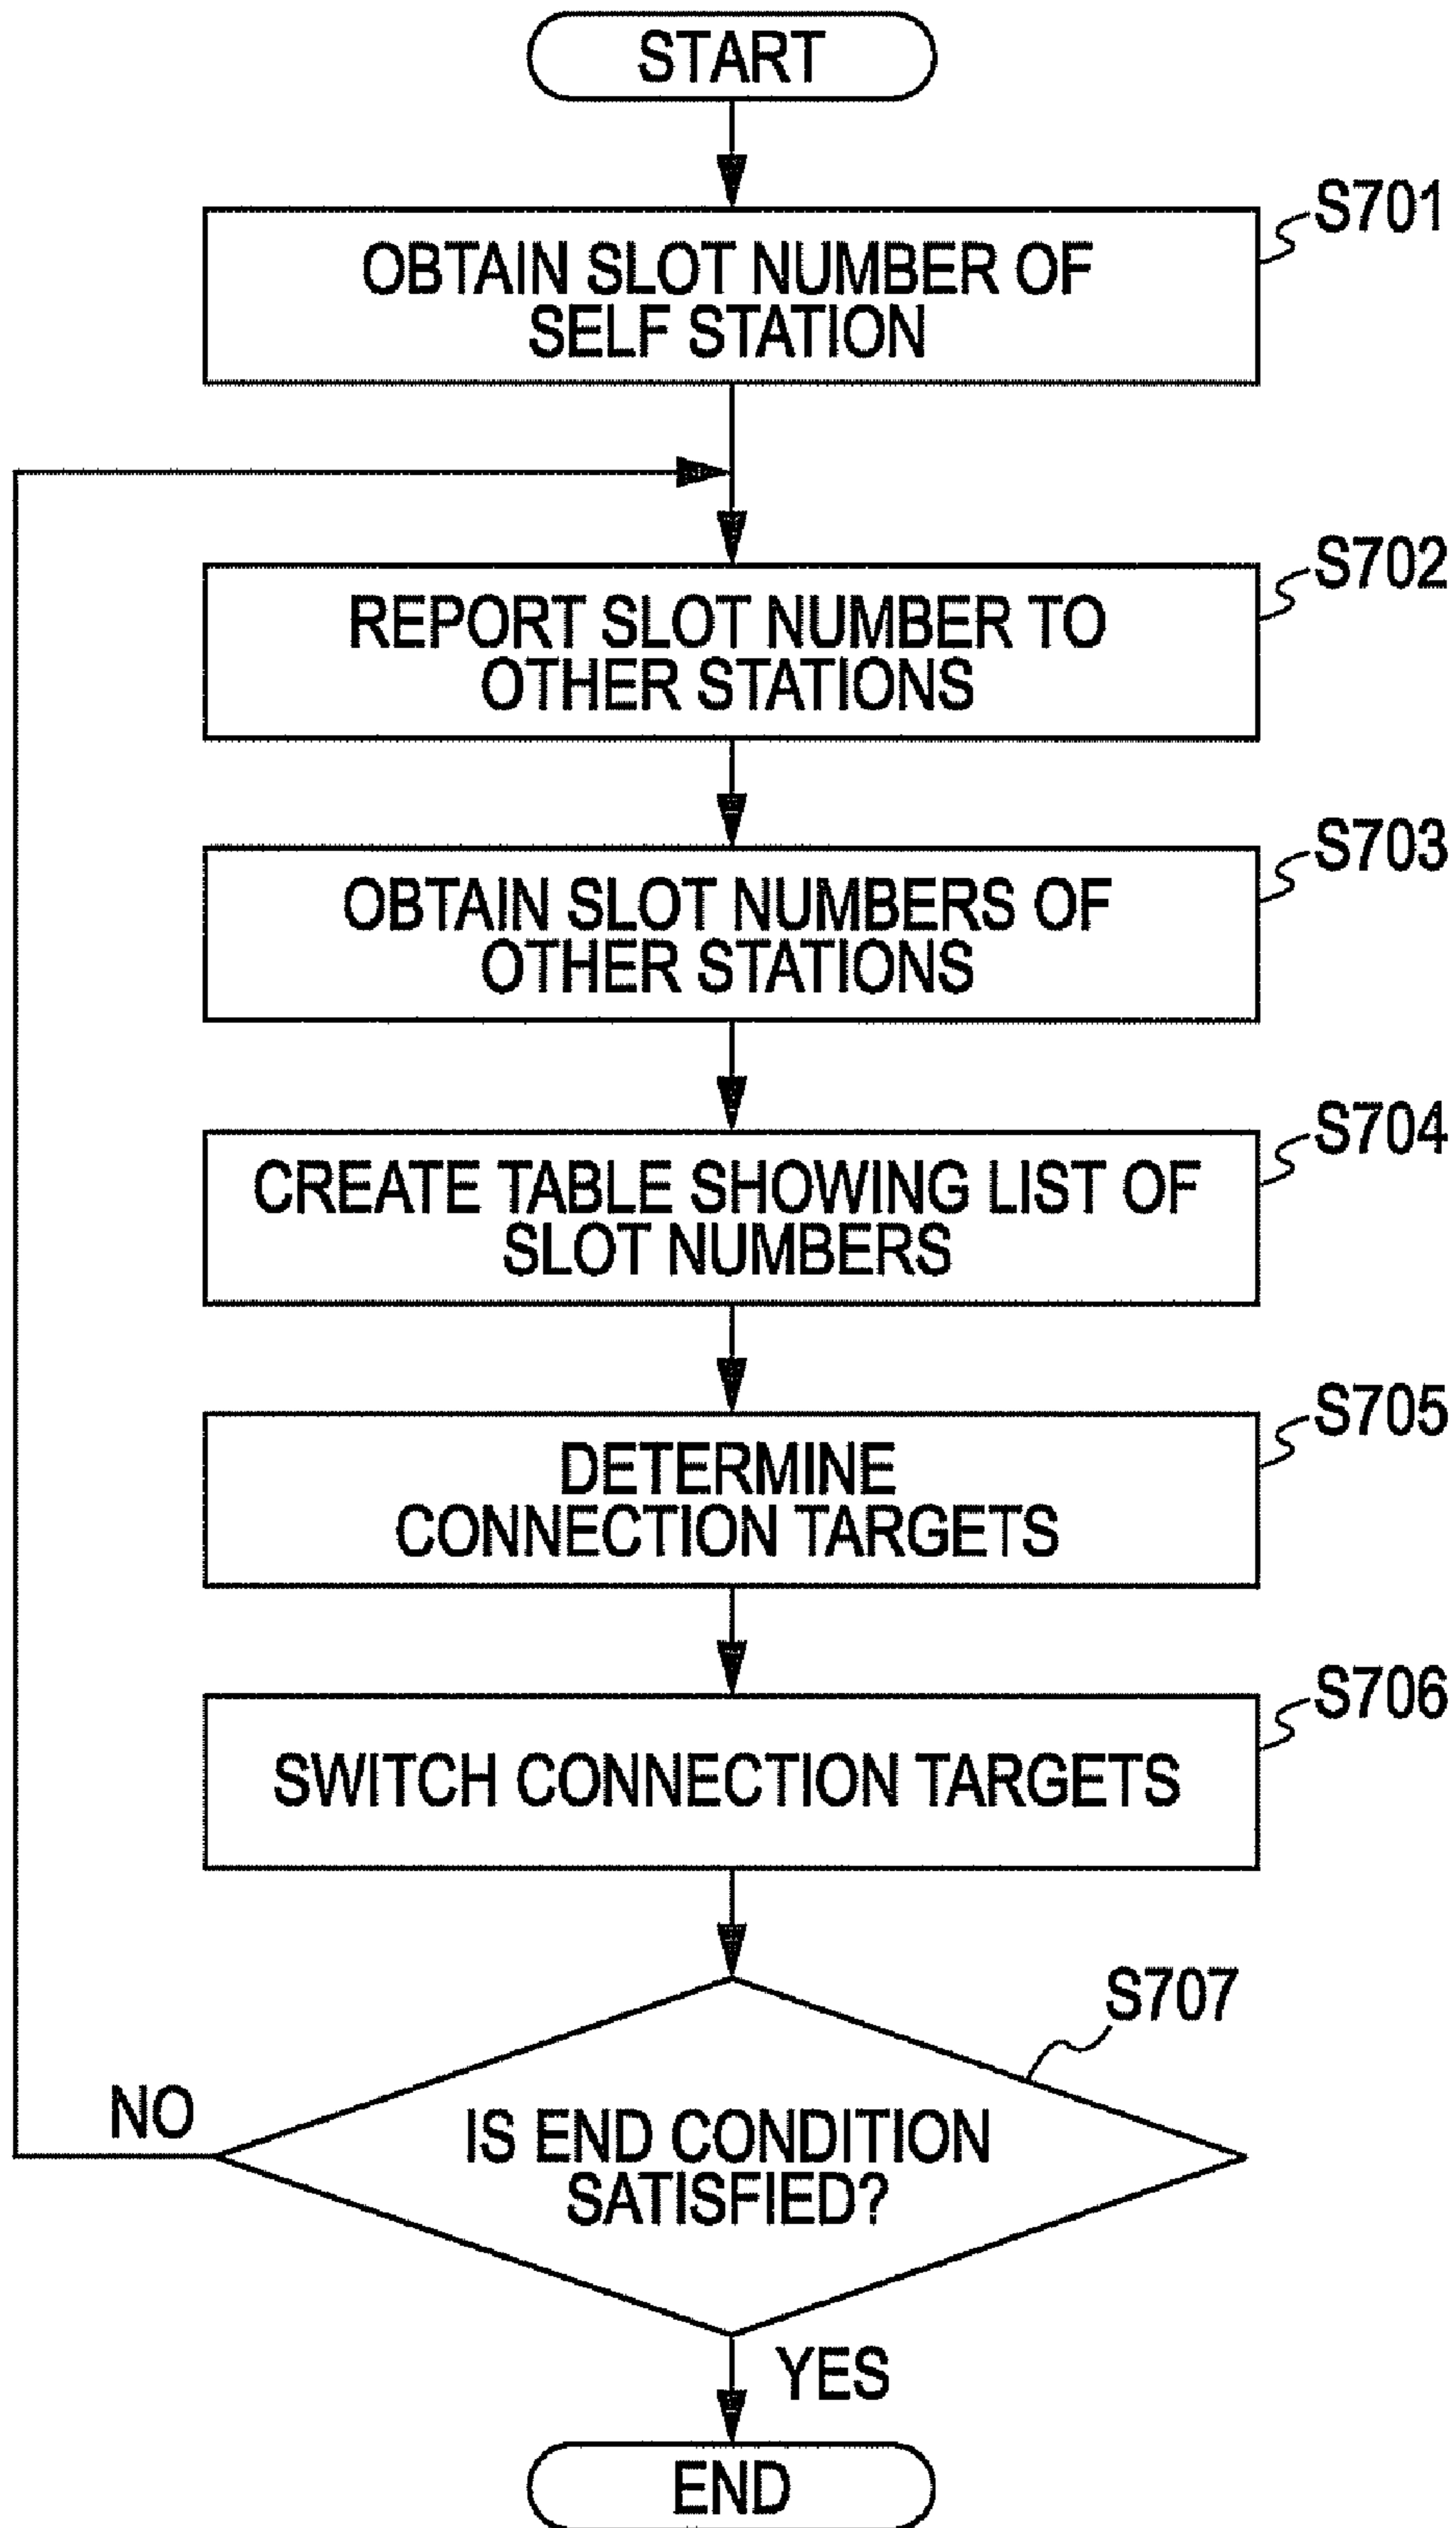 START
S701
OBTAIN SLOT NUMBER OF
SELF STATION
S702
REPORT SLOT NUMBER TO
OTHER STATIONS
S703
OBTAIN SLOT NUMBERS OF
OTHER STATIONS
S704
CREATE TABLE SHOWING LIST OF
SLOT NUMBERS
S705
DETERMINE
CONNECTION TARGETS
S706
SWITCH CONNECTION TARGETS
S707
NO
IS END CONDITION
SATISFIED?
YES
END